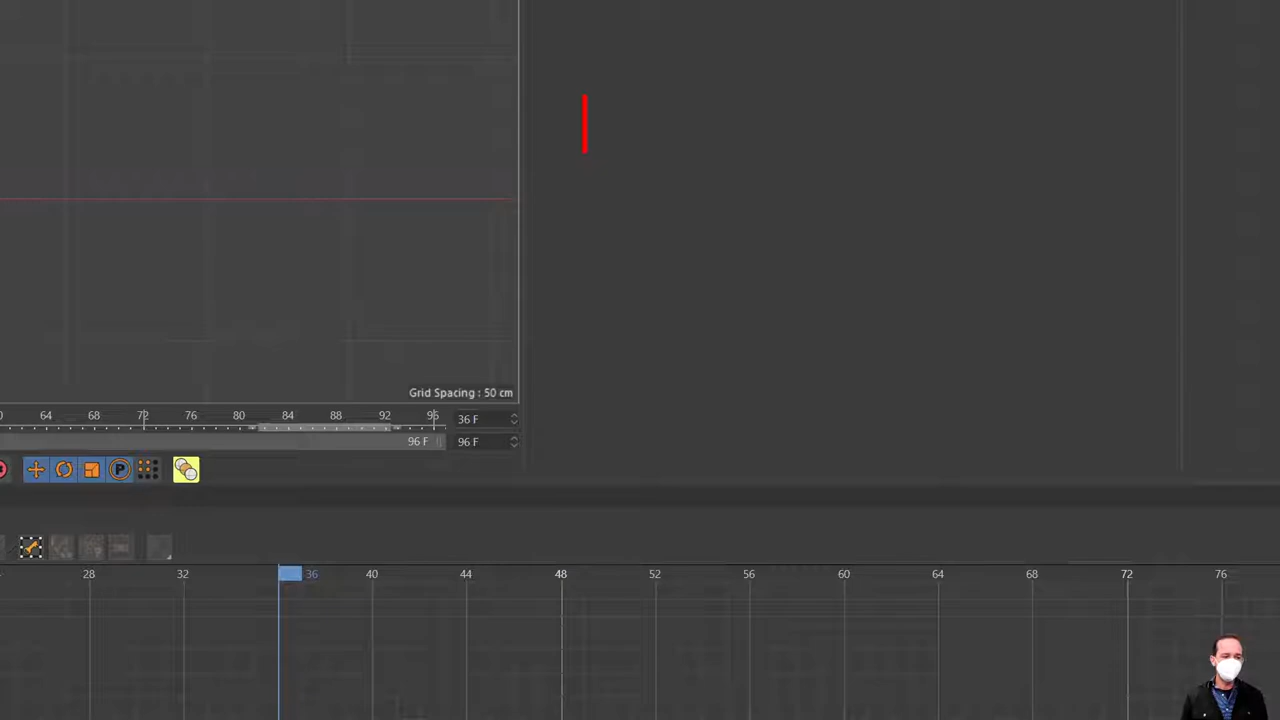 Grid Spacing : 50 cm
64 68 72 76 80 84 88 92 96 36 F
96 F 96 F
P
28 32 36 40 44 48 52 56 60 64 68 72 76